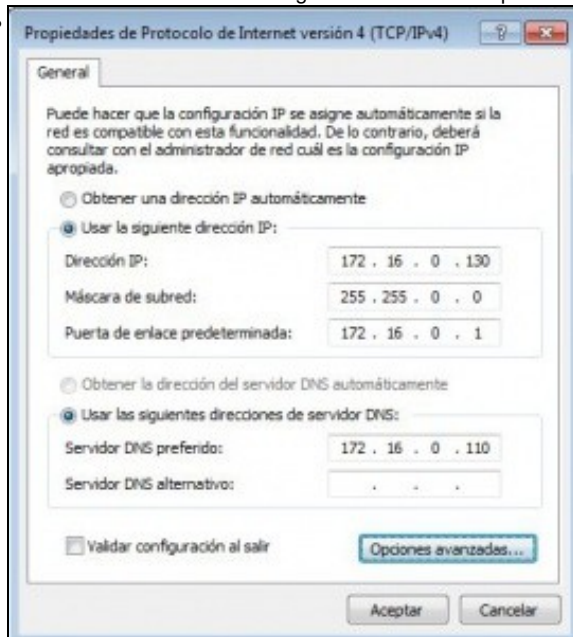 Propiedades de Protocolo de Internet versión 4 (TCP/IPv4)
General
Puede hacer que la configuración IP se asigne automáticamente si la
red es compatible con esta funcionalidad. De lo contrario, deberá
consultar con el administrador de red cuál es la configuración IP
apropiada.
Obtener una dirección IP automáticamente
Usar la siguiente dirección IP:
Dirección IP: 172 . 16 . 0 . 130
Máscara de subred: 255 . 255 . 0 . 0
Puerta de enlace predeterminada: 172 . 16 . 0 . 1
Obtener la dirección del servidor DNS automáticamente
Usar las siguientes direcciones de servidor DNS:
Servidor DNS preferido: 172 . 16 . 0 . 110
Servidor DNS alternativo: . . .
Validar configuración al salir
Opciones avanzadas...
Aceptar Cancelar